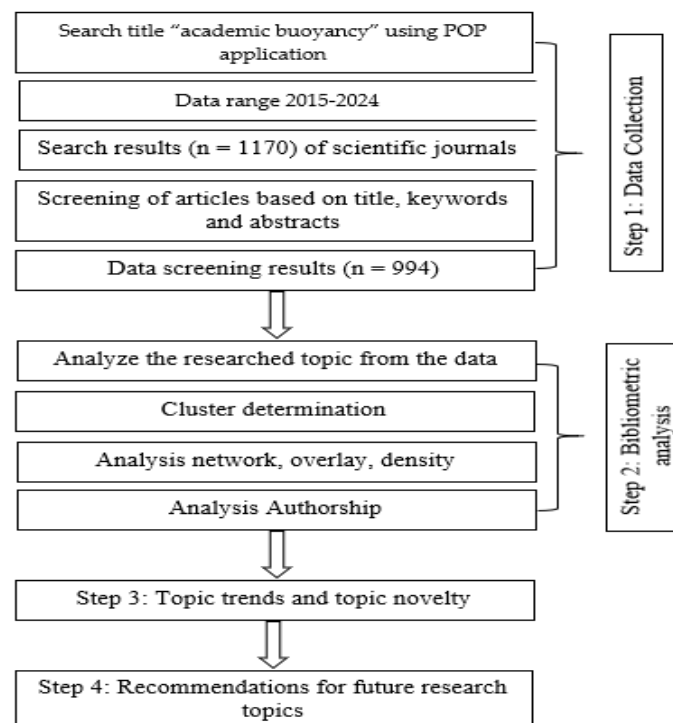 Search title “academic buoyancy” using POP
application
Data range 2015-2024
Search results (n = 1170) of scientific journals
Screening of articles based on title, keywords
and abstracts
Data screening results (n = 994)
Step 1: Data Collection
Analyze the researched topic from the data
Cluster determination
Analysis network, overlay, density
Analysis Authorship
Step 2: Bibliometric
analysis
Step 3: Topic trends and topic novelty
Step 4: Recommendations for future research
topics